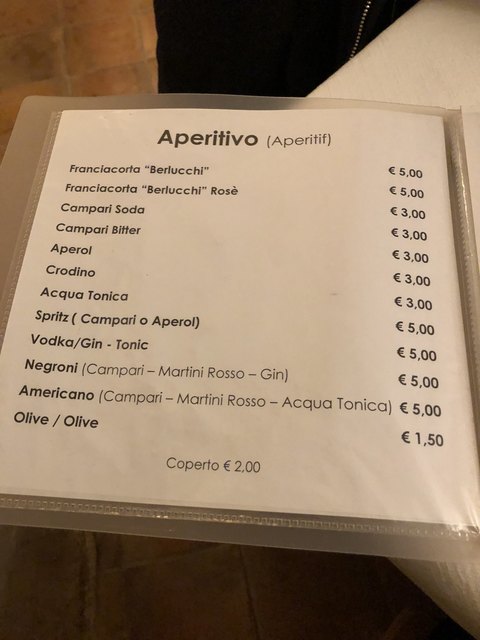 Aperitivo (Aperitif)
Franciacorta "Berlucchi" € 5,00
Franciacorta "Berlucchi" Rosè € 5,00
Campari Soda € 3,00
Campari Bitter € 3,00
Aperol € 3,00
Crodino € 3,00
Acqua Tonica € 3,00
Spritz ( Campari o Aperol) € 5,00
Vodka/Gin - Tonic € 5,00
Negroni (Campari – Martini Rosso – Gin) € 5,00
Americano (Campari – Martini Rosso – Acqua Tonica) € 5,00
Olive / Olive € 1,50
Coperto € 2,00